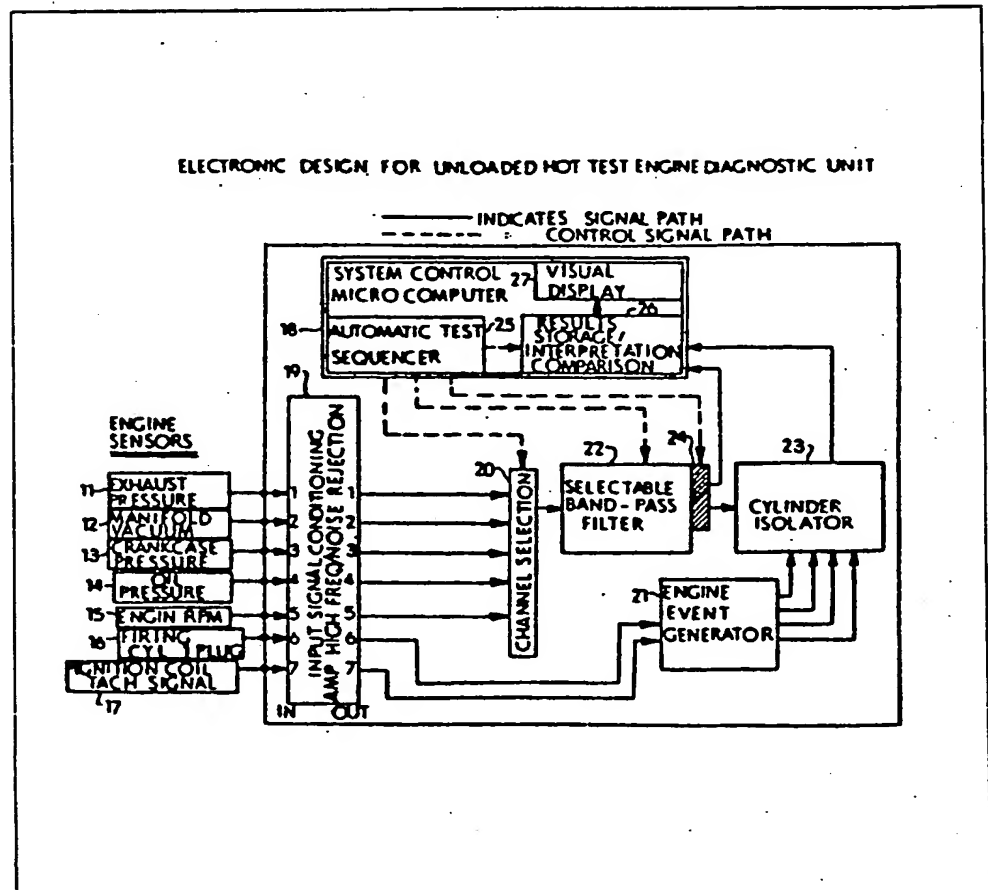 ELECTRONIC DESIGN FOR UNLOADED HOT TEST ENGINE DIAGNOSTIC UNIT
INDICATES SIGNAL PATH
" CONTROL SIGNAL PATH
SYSTEM CONTROL
MICRO COMPUTER
27
VISUAL
DISPLAY
18
AUTOMATIC TEST
SEQUENCER
25
26
RESULTS
STORAGE/
INTERPRETATION
COMPARISON
19
ENGINE
SENSORS
11
EXHAUST
PRESSURE
12
MANIFOLD
VACUUM
13
CRANKCASE
PRESSURE
14
OIL
PRESSURE
15
ENGIN RPM
16
FIRING
CYL 1 PLUG
IGNITION COIL
TACH SIGNAL
17
1
2
3
4
5
6
7
IN
INPUT SIGNAL CONDITIONING
AMP HIGH FREQ/NOISE REJECTION
1
2
3
4
5
6
7
OUT
20
CHANNEL SELECTION
22
SELECTABLE
BAND-PASS
FILTER
24
23
CYLINDER
ISOLATOR
21
ENGINE
EVENT
GENERATOR